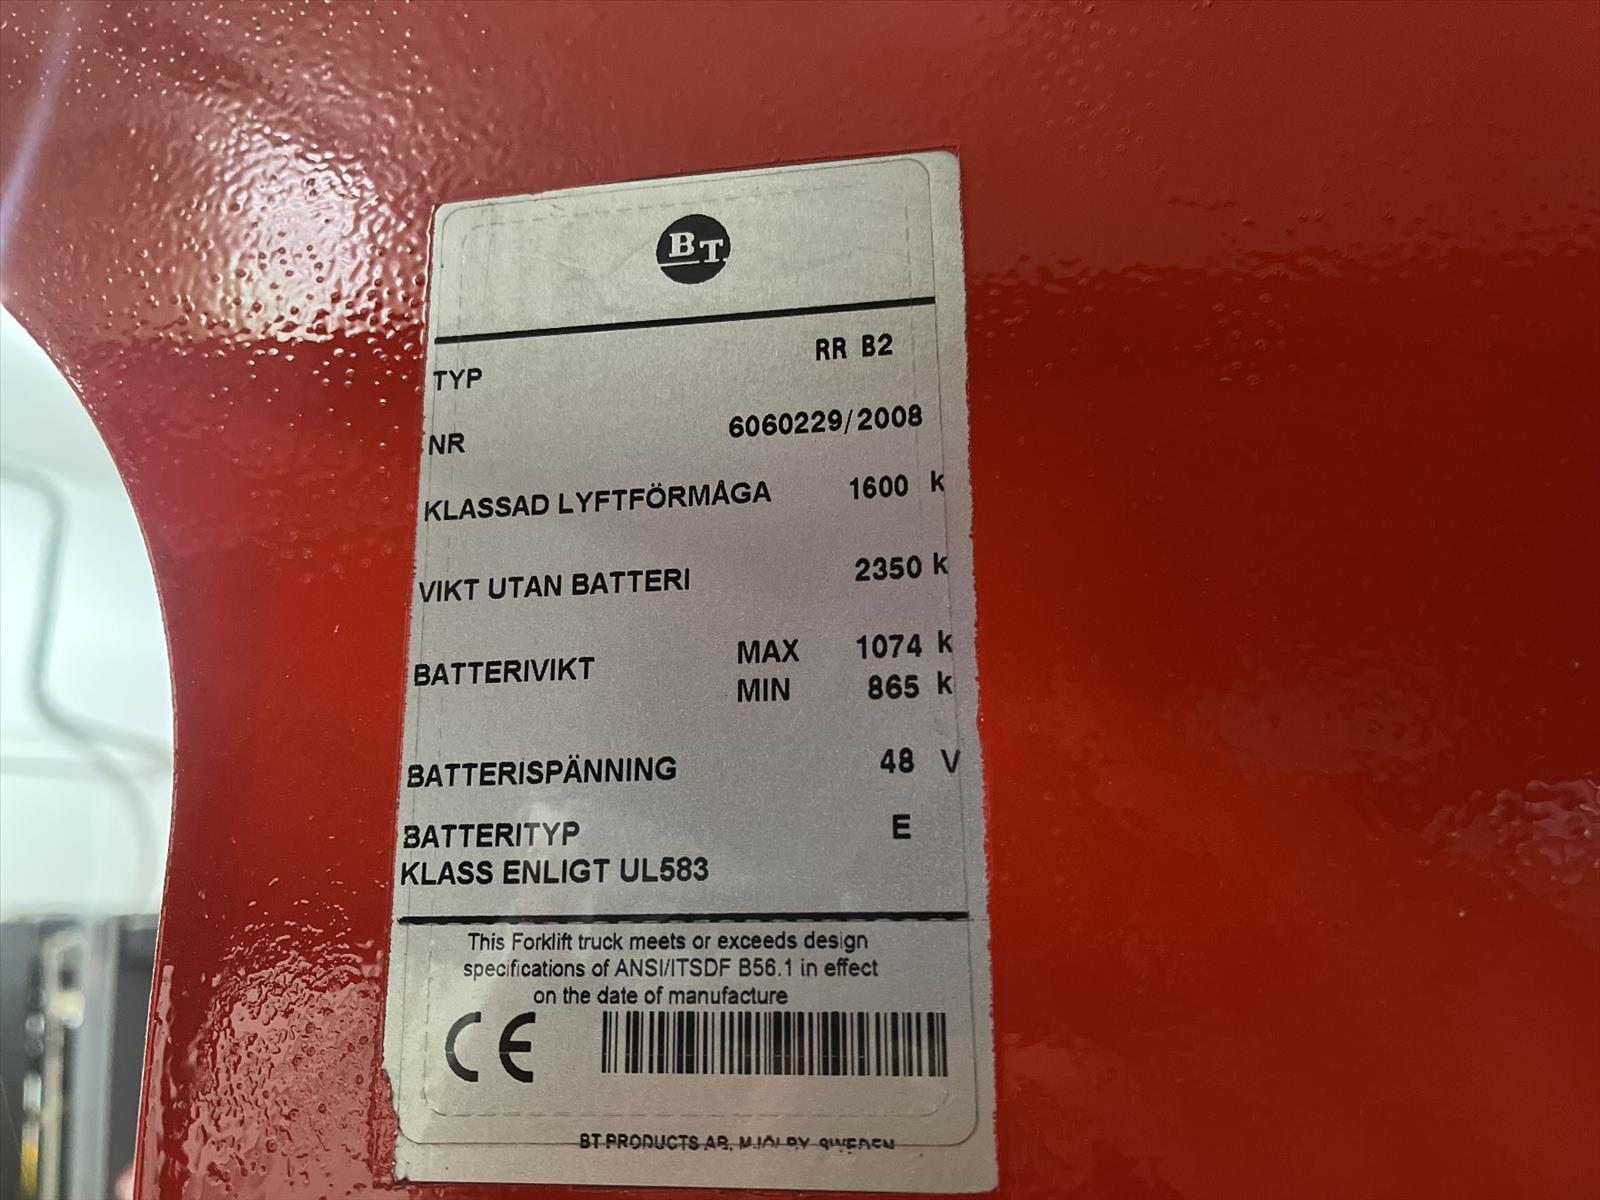 BT
TYP RR B2
NR 6060229/2008
KLASSAD LYFTFÖRMÅGA 1600 k
VIKT UTAN BATTERI 2350 k
BATTERIVIKT MAX 1074 k
MIN 865 k
BATTERISPÄNNING 48 V
BATTERITYP E
KLASS ENLIGT UL583
This Forklift truck meets or exceeds design
specifications of ANSI/ITSDF B56.1 in effect
on the date of manufacture
CE
BT PRODUCTS AB, MJÖLBY, SWEDEN